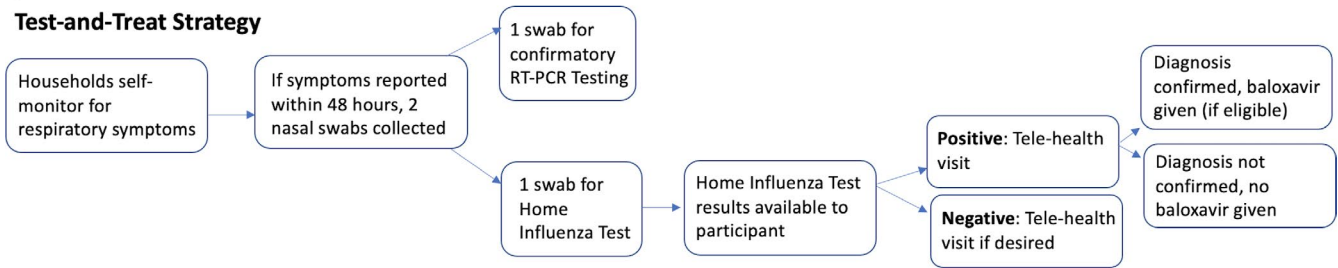 Test-and-Treat Strategy
Households self-
monitor for
respiratory symptoms
If symptoms reported
within 48 hours, 2
nasal swabs collected
1 swab for
confirmatory
RT-PCR Testing
1 swab for
Home
Influenza Test
Home Influenza Test
results available to
participant
Positive: Tele-health
visit
Negative: Tele-health
visit if desired
Diagnosis
confirmed, baloxavir
given (if eligible)
Diagnosis not
confirmed, no
baloxavir given